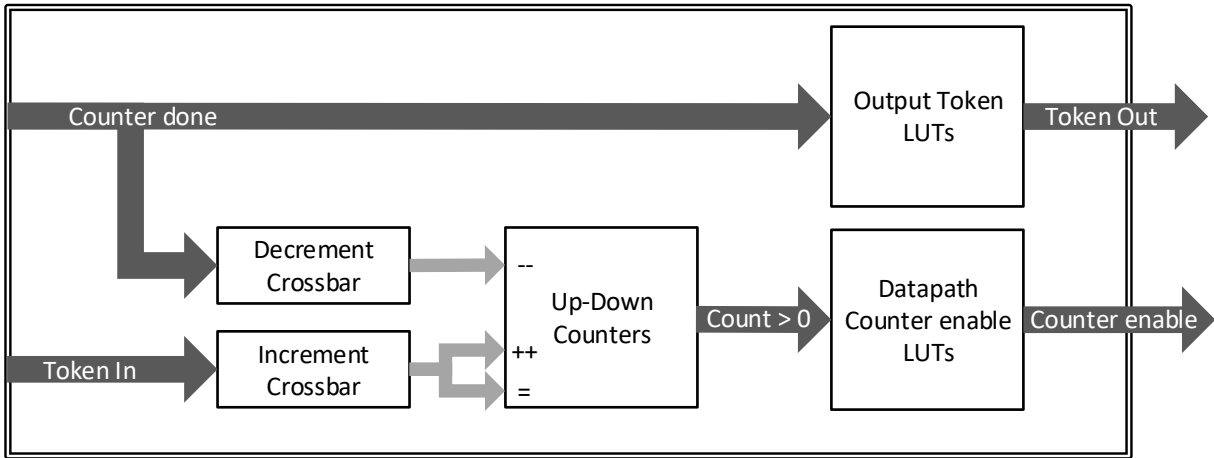 Counter done
Output Token
LUTs
Token Out
Decrement
Crossbar
--
Up-Down
Counters
Count > 0
Datapath
Counter enable
LUTs
Counter enable
Token In
Increment
Crossbar
++
=